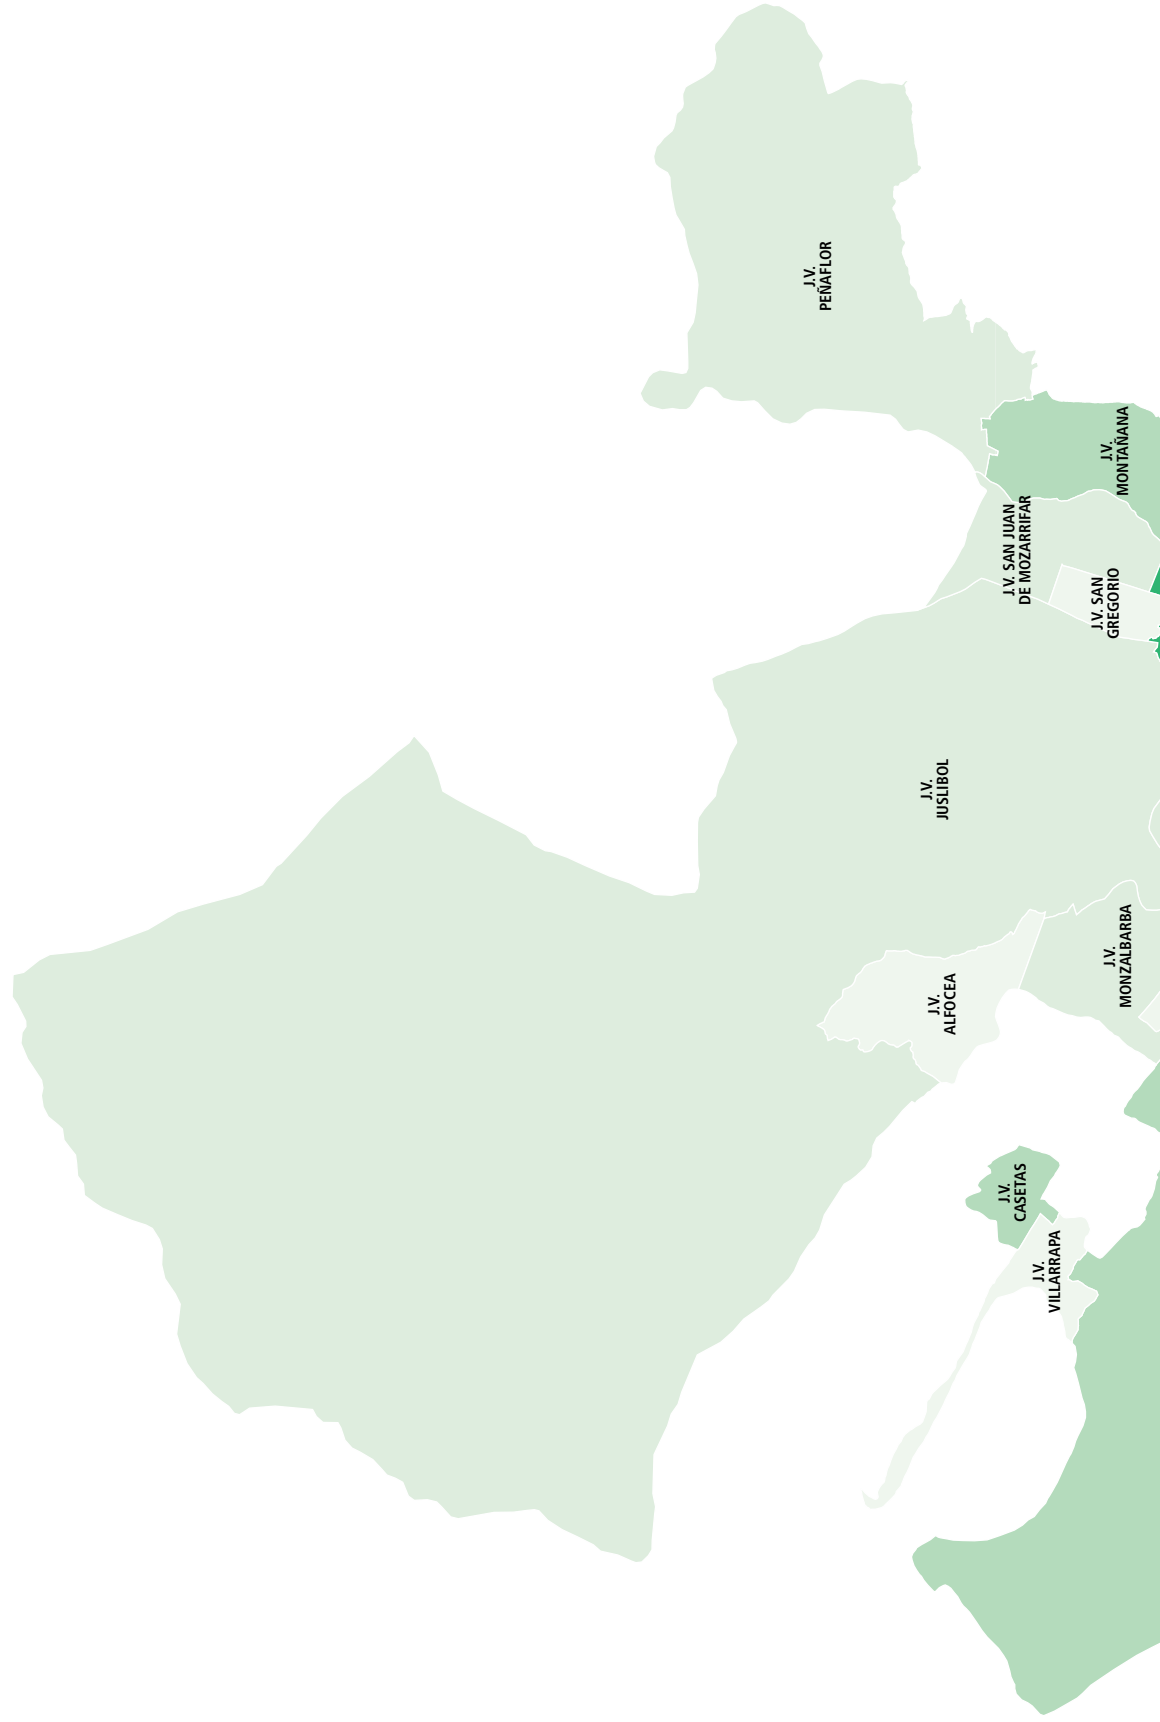 J.V.
PEÑAFLOR
J.V.
MONTAÑANA
J.V. SAN JUAN
DE MOZARRIFAR
J.V. SAN
GREGORIO
J.V.
JUSLIBOL
J.V.
MONZALBARBA
J.V.
ALFOCEA
J.V.
CASETAS
J.V.
VILLARRAPA